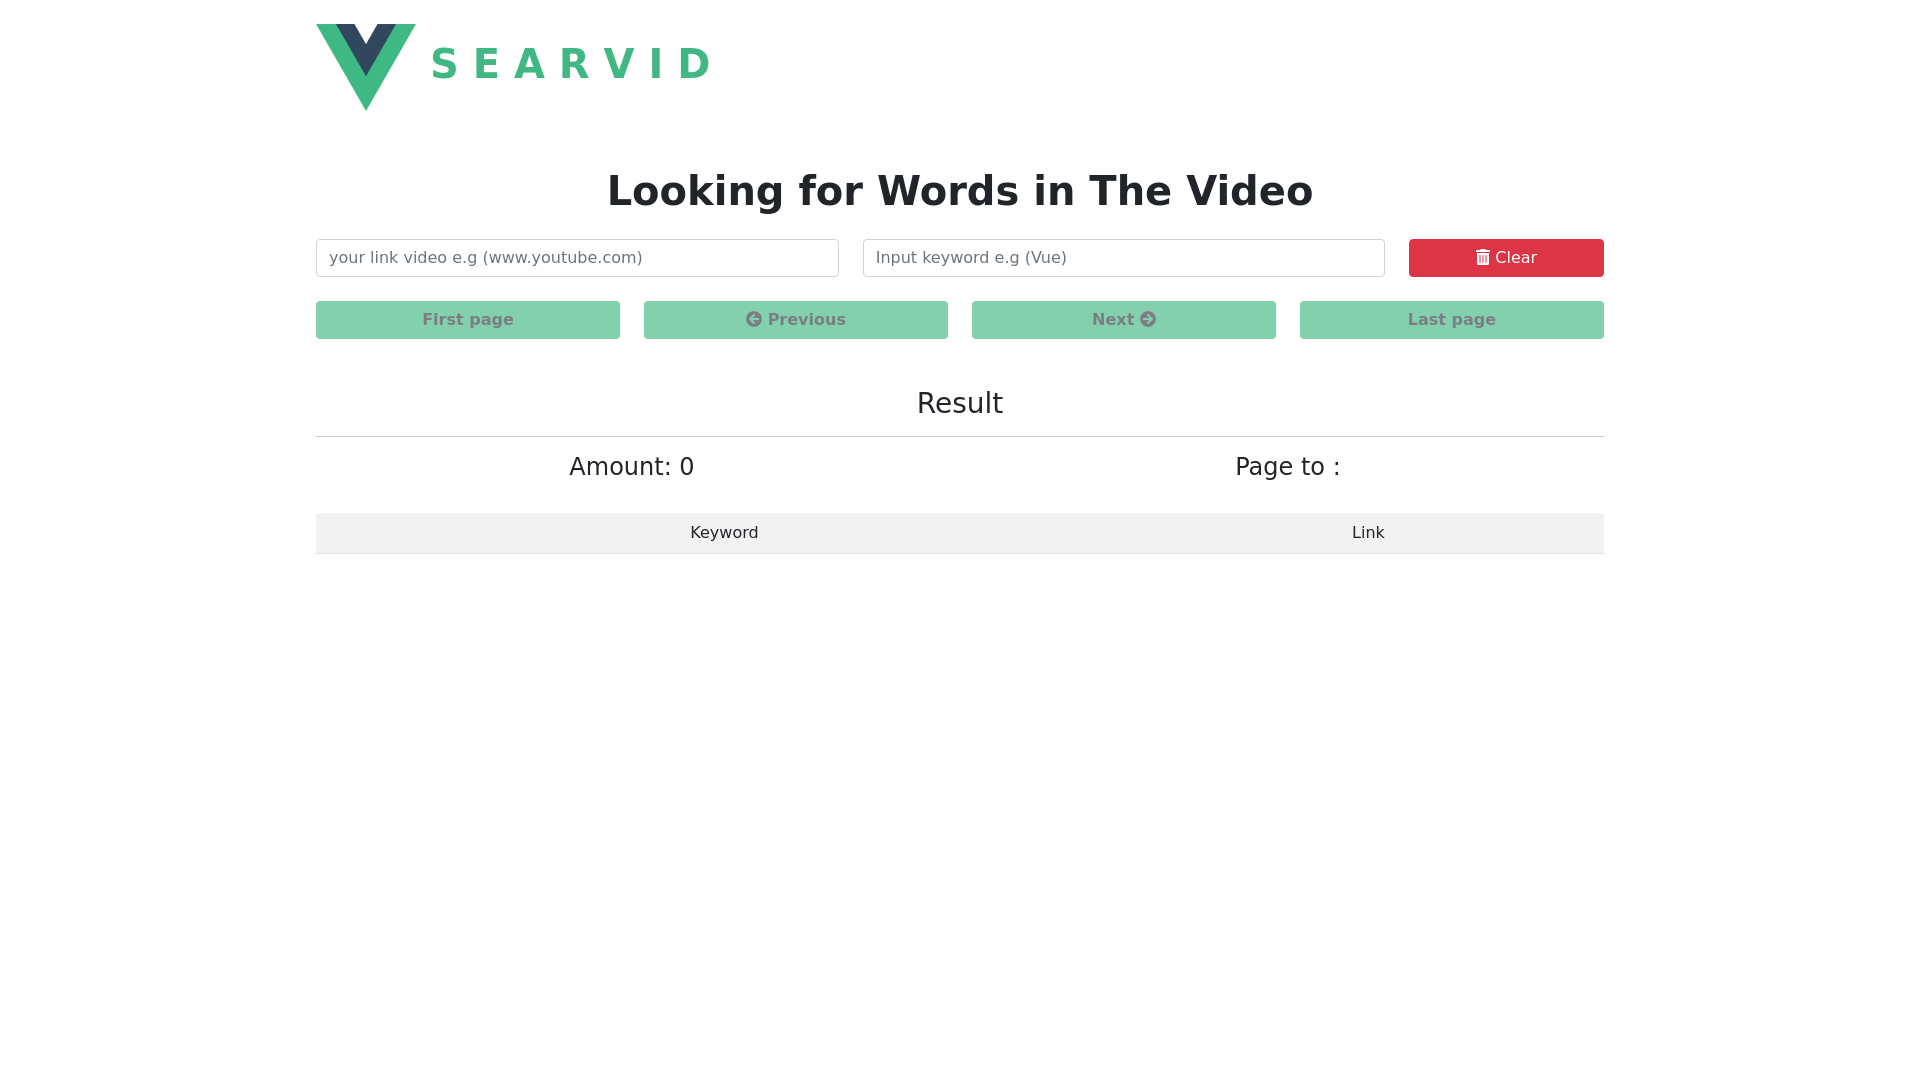 SEARVID
Looking for Words in The Video
your link video e.g (www.youtube.com) Input keyword e.g (Vue) Clear
First page Previous Next Last page
Result
Amount: 0 Page to :
Keyword Link